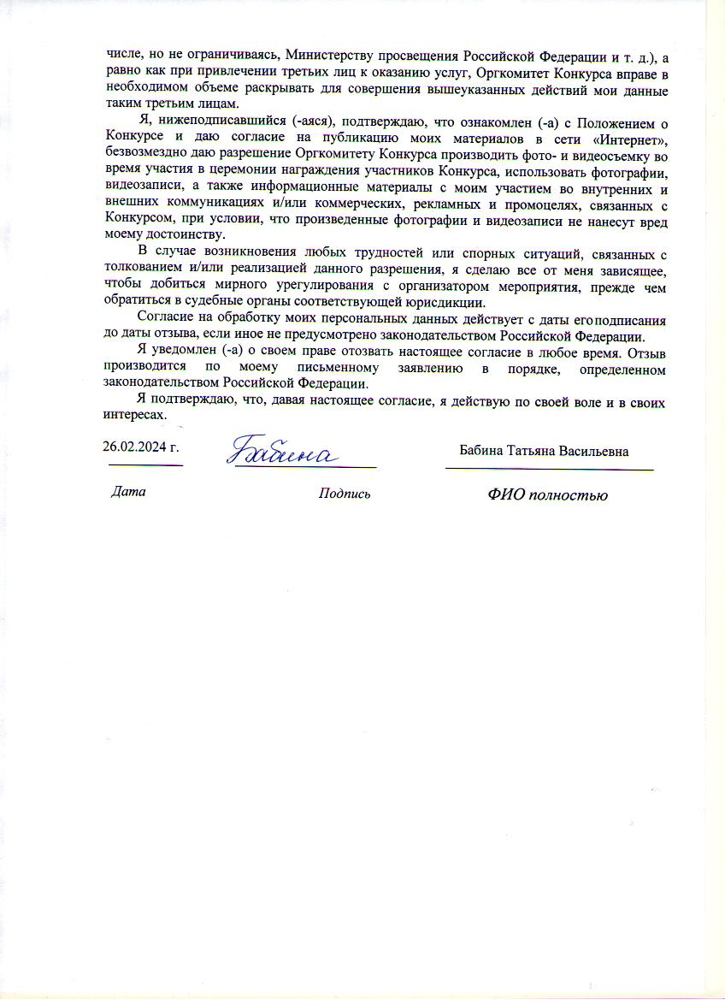 числе, но не ограничиваясь, Министерству просвещения Российской Федерации и т. д.), а
равно как при привлечении третьих лиц к оказанию услуг, Оргкомитет Конкурса вправе в
необходимом объеме раскрывать для совершения вышеуказанных действий мои данные
таким третьим лицам.
Я, нижеподписавшийся (-аяся), подтверждаю, что ознакомлен (-а) с Положением о
Конкурсе и даю согласие на публикацию моих материалов в сети «Интернет»,
безвозмездно даю разрешение Оргкомитету Конкурса производить фото- и видеосъемку во
время участия в церемонии награждения участников Конкурса, использовать фотографии,
видеозаписи, а также информационные материалы с моим участием во внутренних и
внешних коммуникациях и/или коммерческих, рекламных и промоцелях, связанных с
Конкурсом, при условии, что произведенные фотографии и видеозаписи не нанесут вред
моему достоинству.
В случае возникновения любых трудностей или спорных ситуаций, связанных с
толкованием и/или реализацией данного разрешения, я сделаю все от меня зависящее,
чтобы добиться мирного урегулирования с организатором мероприятия, прежде чем
обратиться в судебные органы соответствующей юрисдикции.
Согласие на обработку моих персональных данных действует с даты его подписания
до даты отзыва, если иное не предусмотрено законодательством Российской Федерации.
Я уведомлен (-а) о своем праве отозвать настоящее согласие в любое время. Отзыв
производится по моему письменному заявлению в порядке, определенном
законодательством Российской Федерации.
Я подтверждаю, что, давая настоящее согласие, я действую по своей воле и в своих
интересах.
26.02.2024 г. Бабина Бабина Татьяна Васильевна
Дата Подпись ФИО полностью